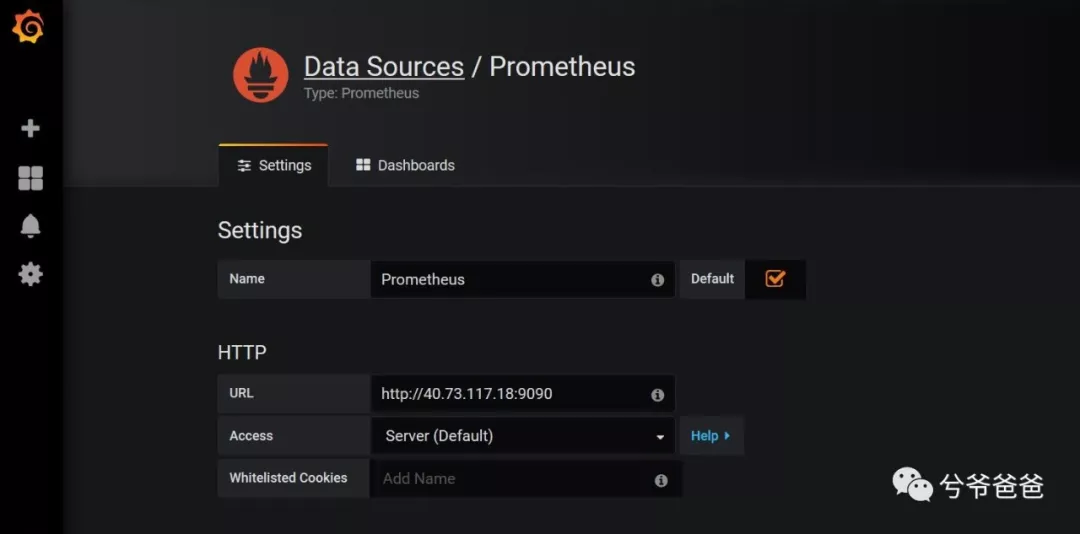 Data Sources / Prometheus
Type: Prometheus
Settings
Dashboards
Settings
Name
Prometheus
Default
HTTP
URL
http://40.73.117.18:9090
Access
Server (Default)
Help
Whitelisted Cookies
Add Name
兮爷爸爸